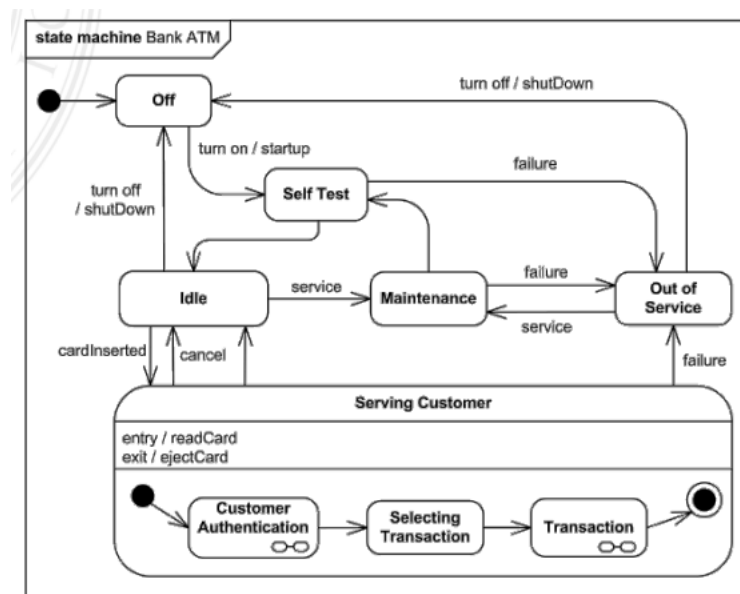 state machine Bank ATM
turn off / shutDown
Off
turn on / startup
failure
Self Test
turn off
/ shutDown
service
failure
Idle
Maintenance
Out of
Service
service
cardInserted
cancel
failure
Serving Customer
entry / readCard
exit / ejectCard
Customer
Authentication
Selecting
Transaction
Transaction